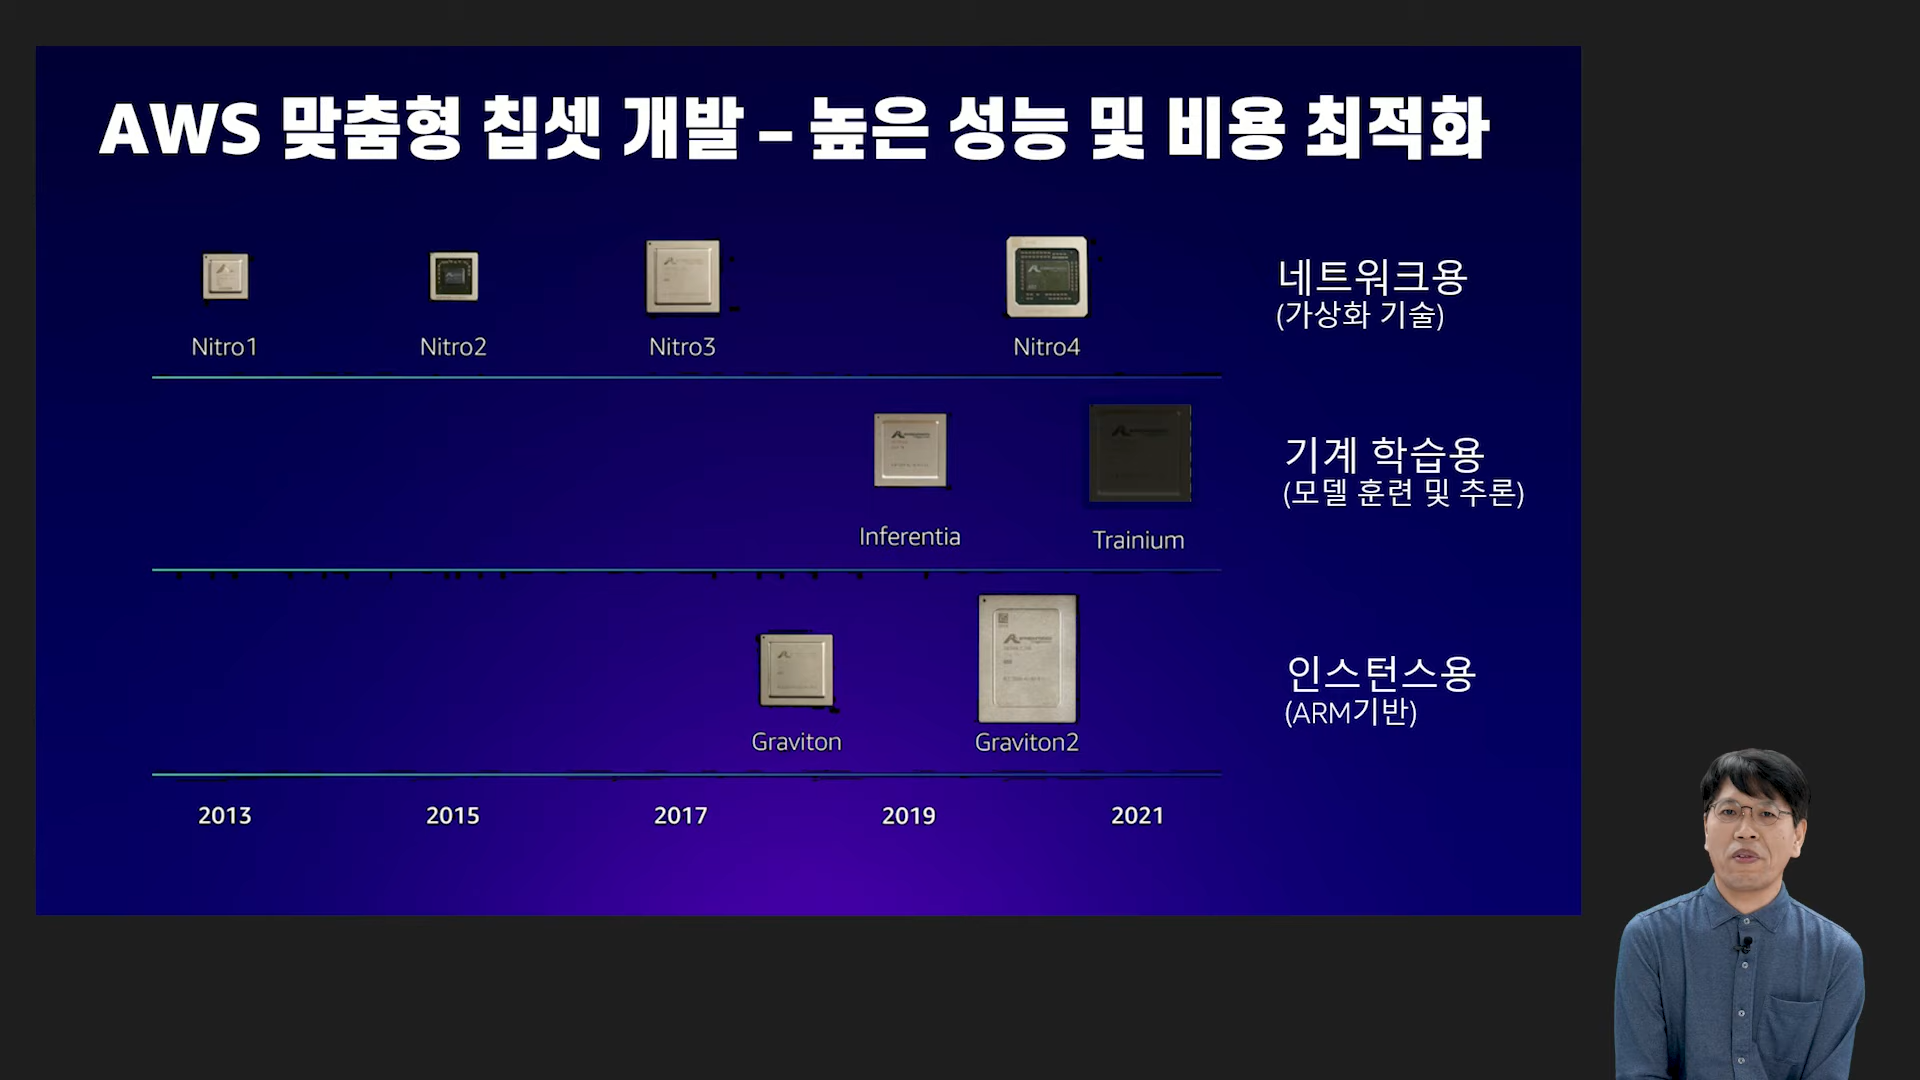 AWS 맞춤형 칩셋 개발 – 높은 성능 및 비용 최적화
Nitro1
Nitro2
Nitro3
Nitro4
네트워크용
(가상화 기술)
Inferentia
Trainium
기계 학습용
(모델 훈련 및 추론)
Graviton
Graviton2
인스턴스용
(ARM기반)
2013
2015
2017
2019
2021